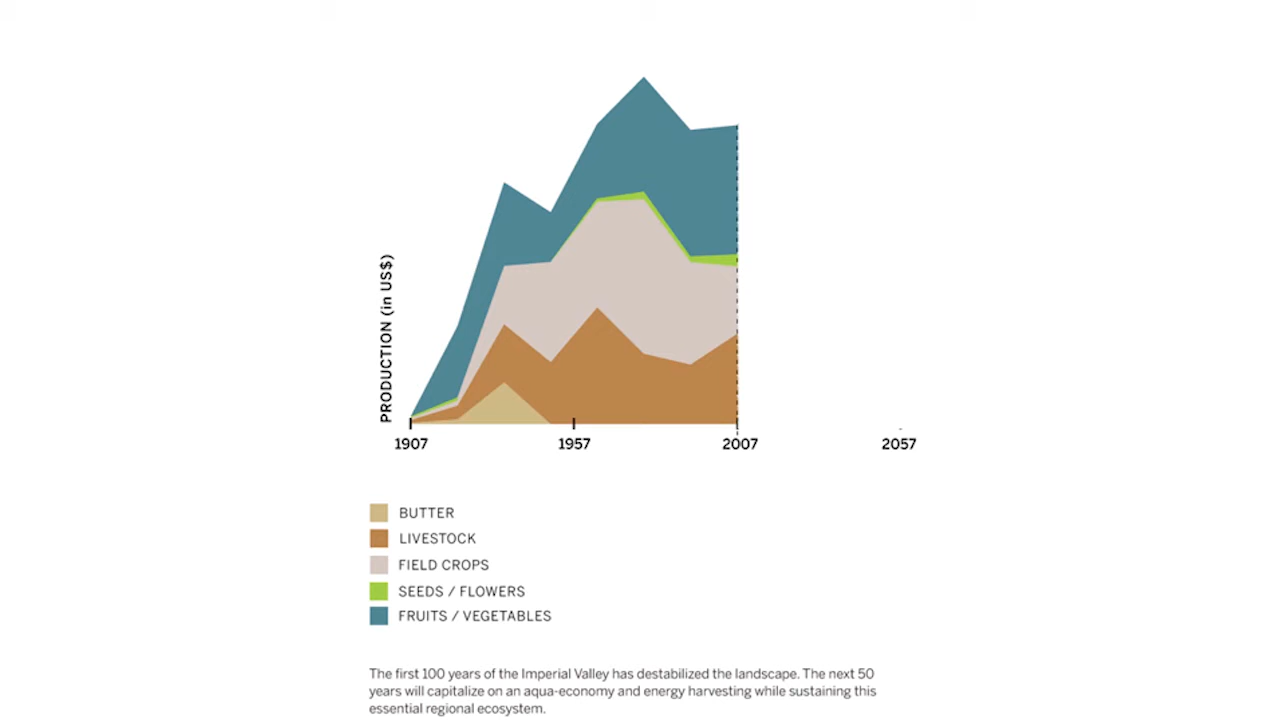 PRODUCTION (in US$)
1907 1957 2007 2057
BUTTER
LIVESTOCK
FIELD CROPS
SEEDS / FLOWERS
FRUITS / VEGETABLES
The first 100 years of the Imperial Valley has destabilized the landscape. The next 50
years will capitalize on an aqua-economy and energy harvesting while sustaining this
essential regional ecosystem.